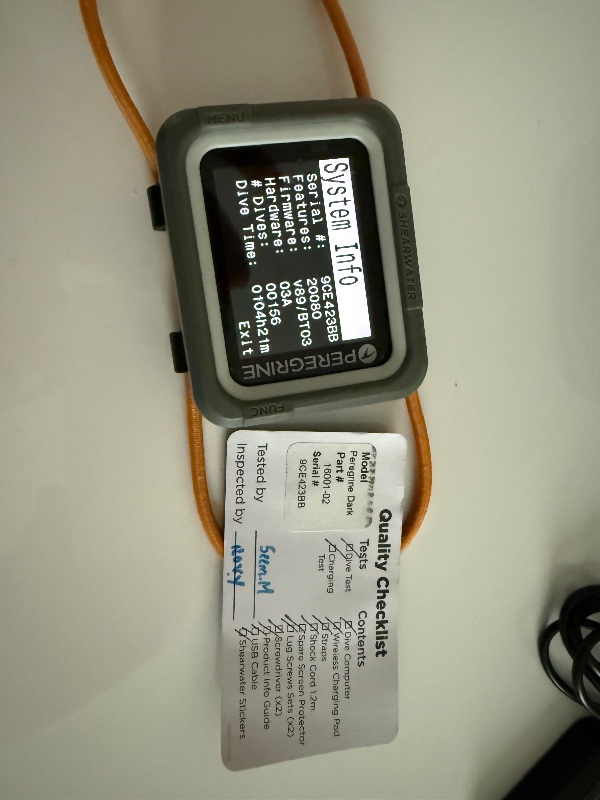 MENU
SHEARWATER
System Info
Serial #: 9CE423BB
Features: 20080
Firmware: v89/BT03
Hardware: 03A
# Dives: 00156
Dive Time: 0104h21m
Exit
PEREGRINE
FUNC
Quality Checklist
Model
Peregrine Dark
Part #
16001-02
Serial #
9CE423BB
Tests
Dive Test
Charging Test
Contents
Dive Computer
Wireless Charging Pad
Straps
Shock Cord 1.2m
Spare Screen Protector
Lug Screws Sets (x2)
Screwdriver (x2)
Product Info Guide
USB Cable
Shearwater Stickers
Tested by Seem.M
Inspected by